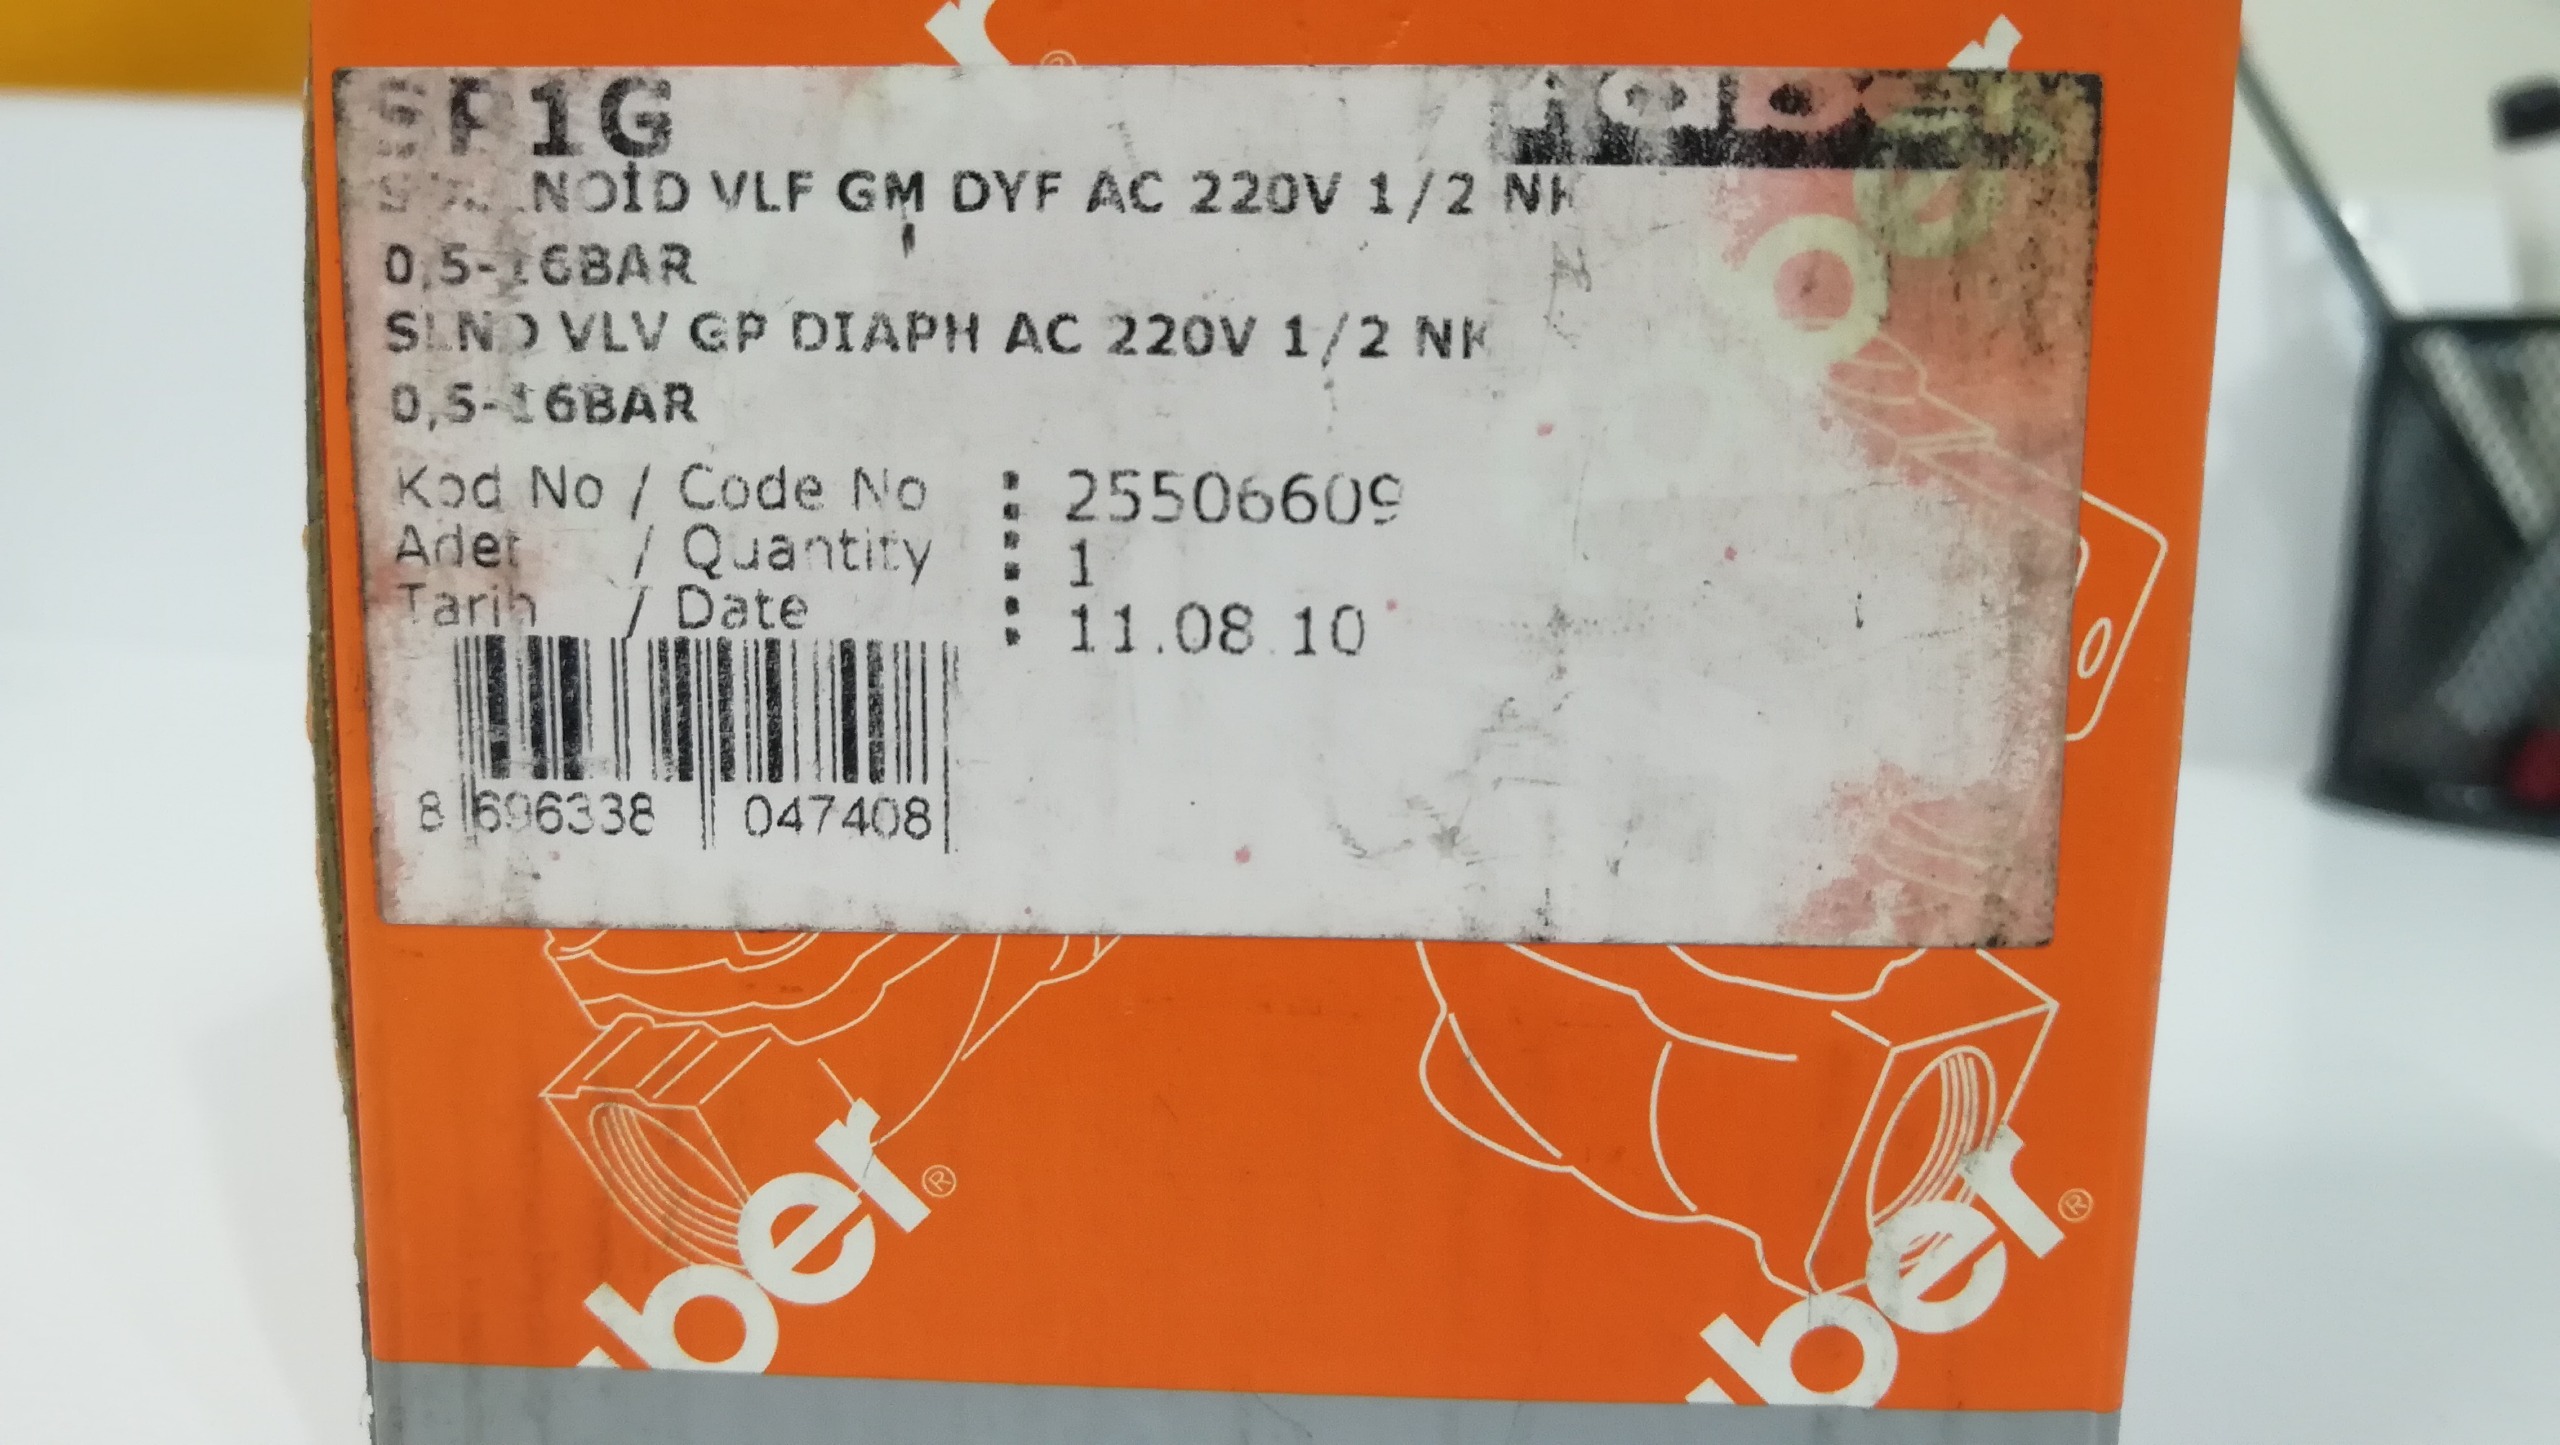 1G
VLF GM DYF AC 220V 1/2 NK
0,5-16BAR
SLND VLV GP DIAPH AC 220V 1/2 NK
0,5-16BAR
Kod No / Code No : 25506609
Adet / Quantity : 1
Tarih / Date : 11.08.10
8 696338 047408
ber®
ber®